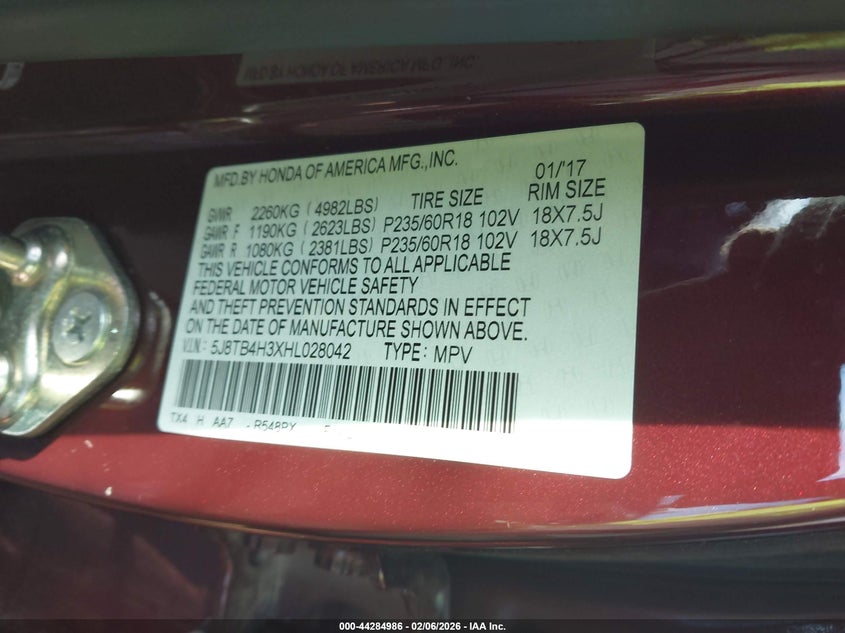 MFD.BY HONDA OF AMERICA MFG.,INC. 01/'17
GVWR 2260KG (4982LBS) TIRE SIZE RIM SIZE
GAWR F 1190KG (2623LBS) P235/60R18 102V 18X7.5J
GAWR R 1080KG (2381LBS) P235/60R18 102V 18X7.5J
THIS VEHICLE CONFORMS TO ALL APPLICABLE
FEDERAL MOTOR VEHICLE SAFETY
AND THEFT PREVENTION STANDARDS IN EFFECT
ON THE DATE OF MANUFACTURE SHOWN ABOVE.
V.I.N.: 5J8TB4H3XHL028042 TYPE: MPV
TX4 H AA7
000-44284986 - 02/06/2026 - IAA Inc.